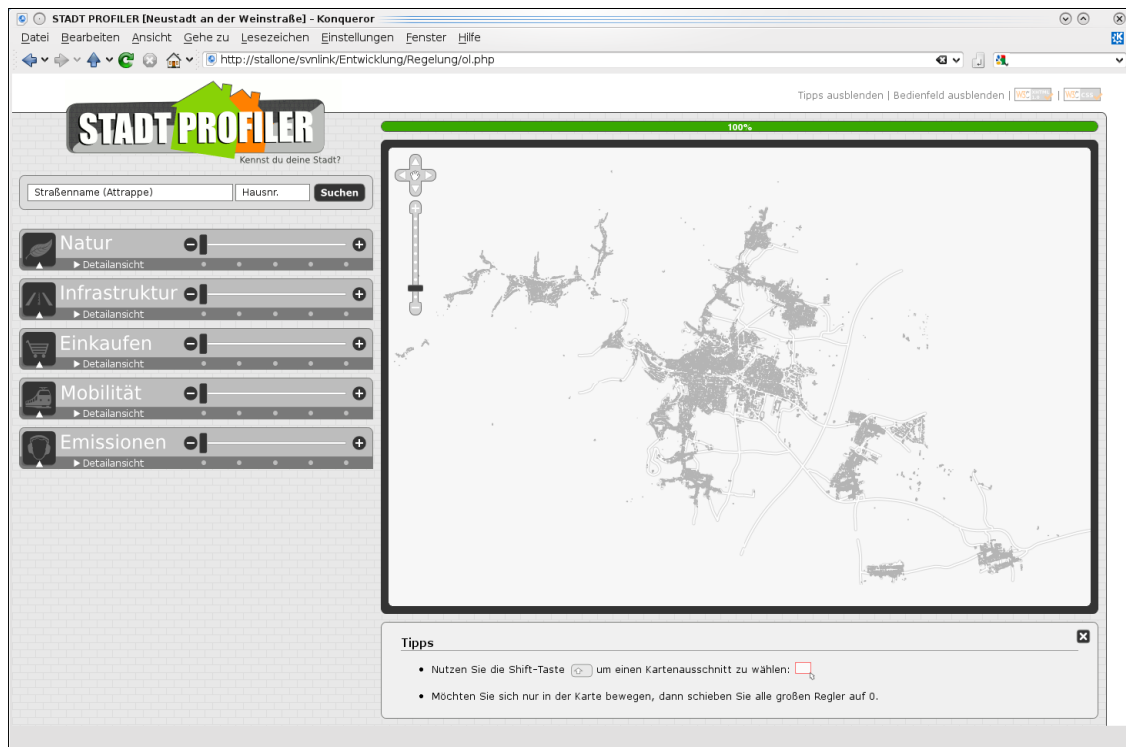 STADT PROFILER [Neustadt an der Weinstraße] - Konqueror
Datei Bearbeiten Ansicht Gehe zu Lesezeichen Einstellungen Fenster Hilfe
http://stallone/svnlink/Entwicklung/Regelung/ol.php
Tipps ausblenden | Bedienfeld ausblenden | W3C | W3C CSS
STADT PROFILER
Kennst du deine Stadt?
100%
Straßenname (Attrappe) Hausnr. Suchen
Natur
Detailansicht
Infrastruktur
Detailansicht
Einkaufen
Detailansicht
Mobilität
Detailansicht
Emissionen
Detailansicht
Tipps
• Nutzen Sie die Shift-Taste um einen Kartenausschnitt zu wählen:
• Möchten Sie sich nur in der Karte bewegen, dann schieben Sie alle großen Regler auf 0.